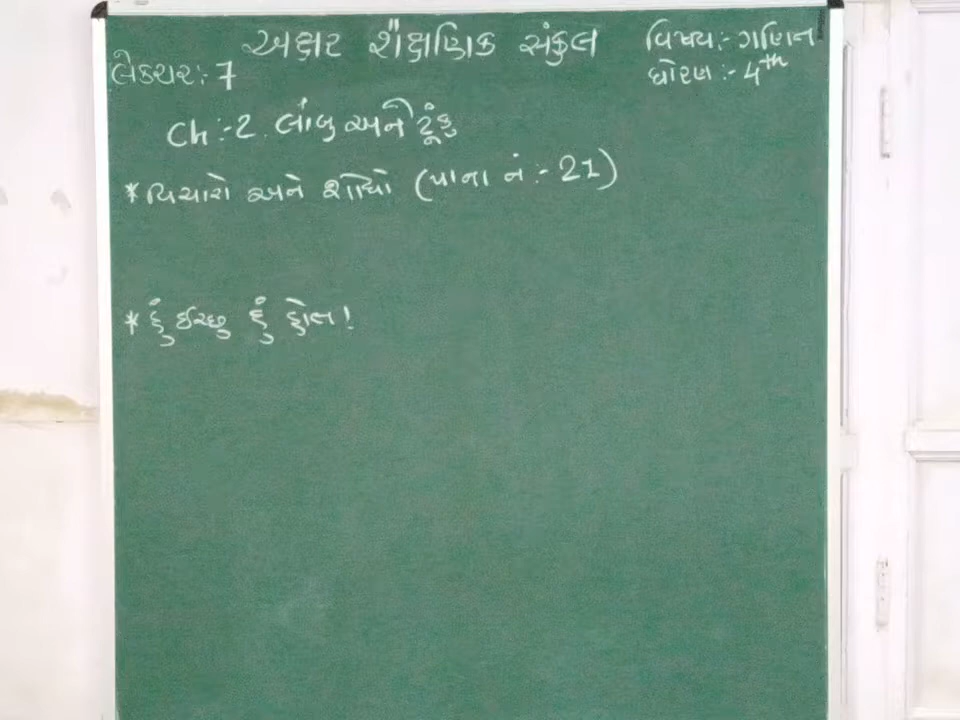 અક્ષર શૈક્ષણિક સંકુલ
વિષય:- ગણિત
લેક્ચર:- 7
ધોરણ :- 4th
Ch :- 2. લાંબુ અને ટૂંકુ
* વિચારો અને શોધો (પાના નં :- 21)
* હું ઈચ્છુ હું હોત!